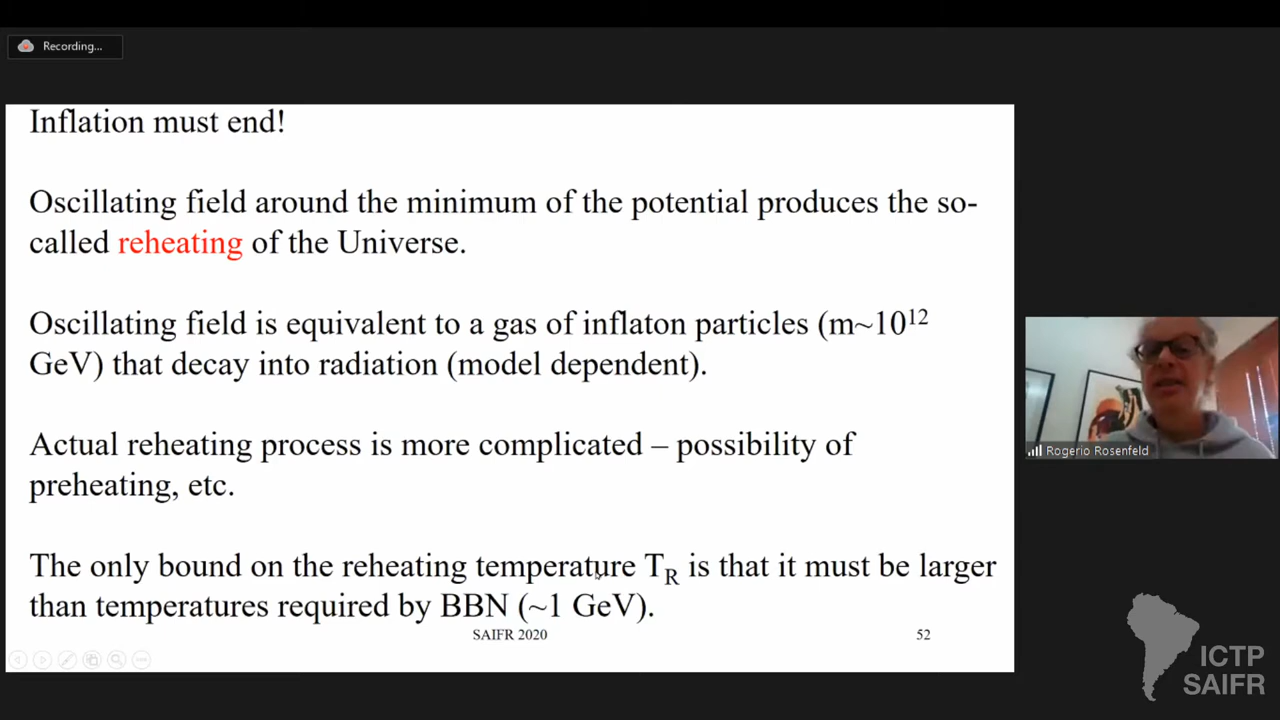 Recording...
Inflation must end!
Oscillating field around the minimum of the potential produces the so-
called reheating of the Universe.
Oscillating field is equivalent to a gas of inflaton particles (m~10¹²
GeV) that decay into radiation (model dependent).
Actual reheating process is more complicated – possibility of
preheating, etc.
The only bound on the reheating temperature T_R is that it must be larger
than temperatures required by BBN (~1 GeV).
SAIFR 2020
52
Rogerio Rosenfeld
ICTP
SAIFR